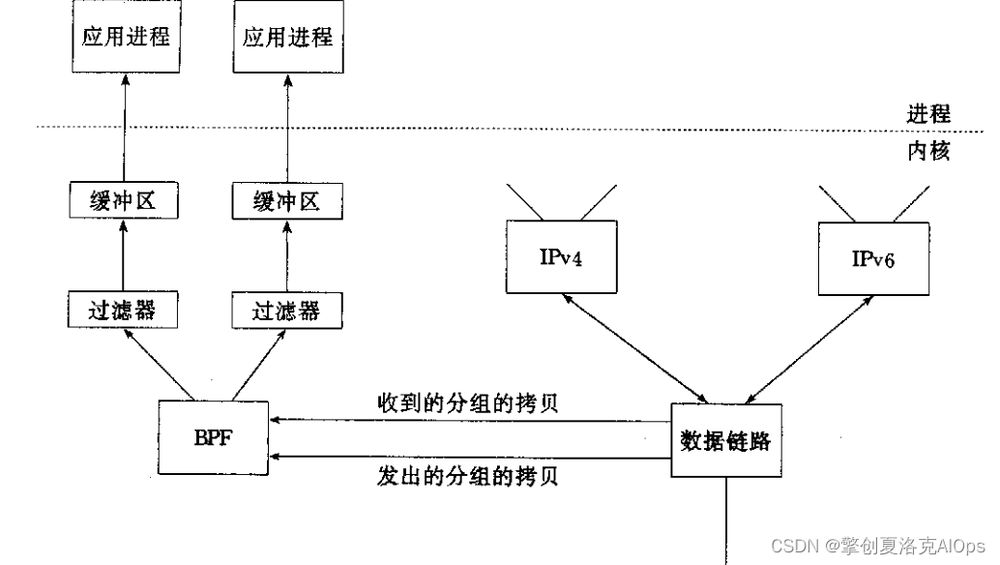 应用进程
应用进程
进程
内核
缓冲区
缓冲区
IPv4
IPv6
过滤器
过滤器
收到的分组的拷贝
BPF
数据链路
发出的分组的拷贝
CSDN @擎创夏洛克AIOps